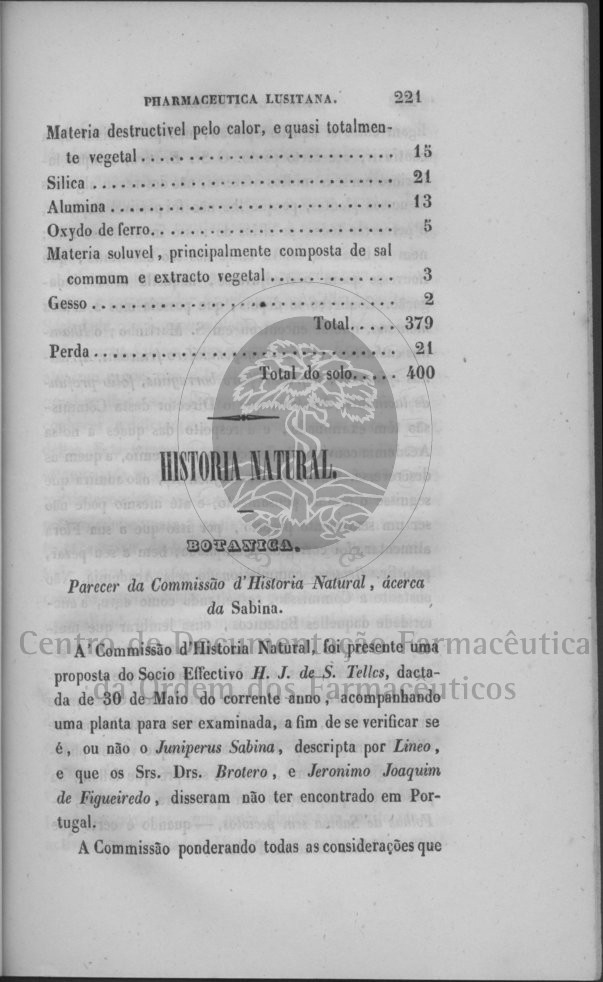 PHARMACEUTICA LUSITANA. 221
Materia destructivel pelo calor, e quasi totalmen-
te vegetal.......................... 15
Silica ............................... 21
Alumina ............................. 13
Oxydo de ferro......................... 5
Materia soluvel, principalmente composta de sal
commum e extracto vegetal ............. 3
Gesso ............................... 2
Total..... 379
Perda ............................... 21
Total do solo..... 400
HISTORIA NATURAL.
BOTANICA.
Parecer da Commissão d'Historia Natural, ácerca
da Sabina.
A' Commissão d'Historia Natural, foi presente uma
proposta do Socio Effectivo H. J. de S. Telles, dacta-
da de 30 de Maio do corrente anno, acompanhando
uma planta para ser examinada, a fim de se verificar se
é, ou não o Juniperus Sabina, descripta por Lineo,
e que os Srs. Drs. Brotero, e Jeronimo Joaquim
de Figueiredo, disseram não ter encontrado em Por-
tugal.
A Commissão ponderando todas as considerações que
Centro de Documentação Farmacêutica
da Ordem dos Farmacêuticos